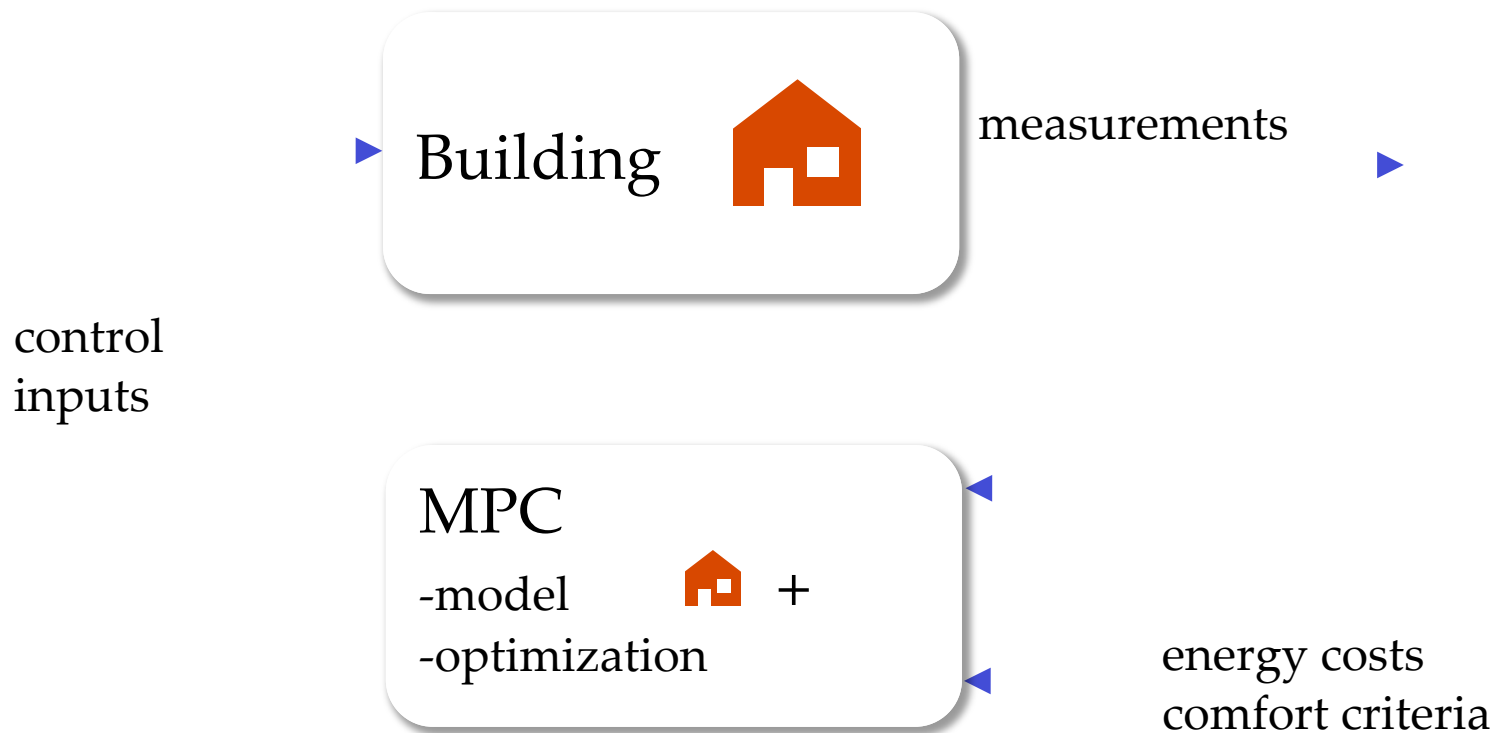 Building
measurements
control
inputs
MPC
-model +
-optimization
energy costs
comfort criteria